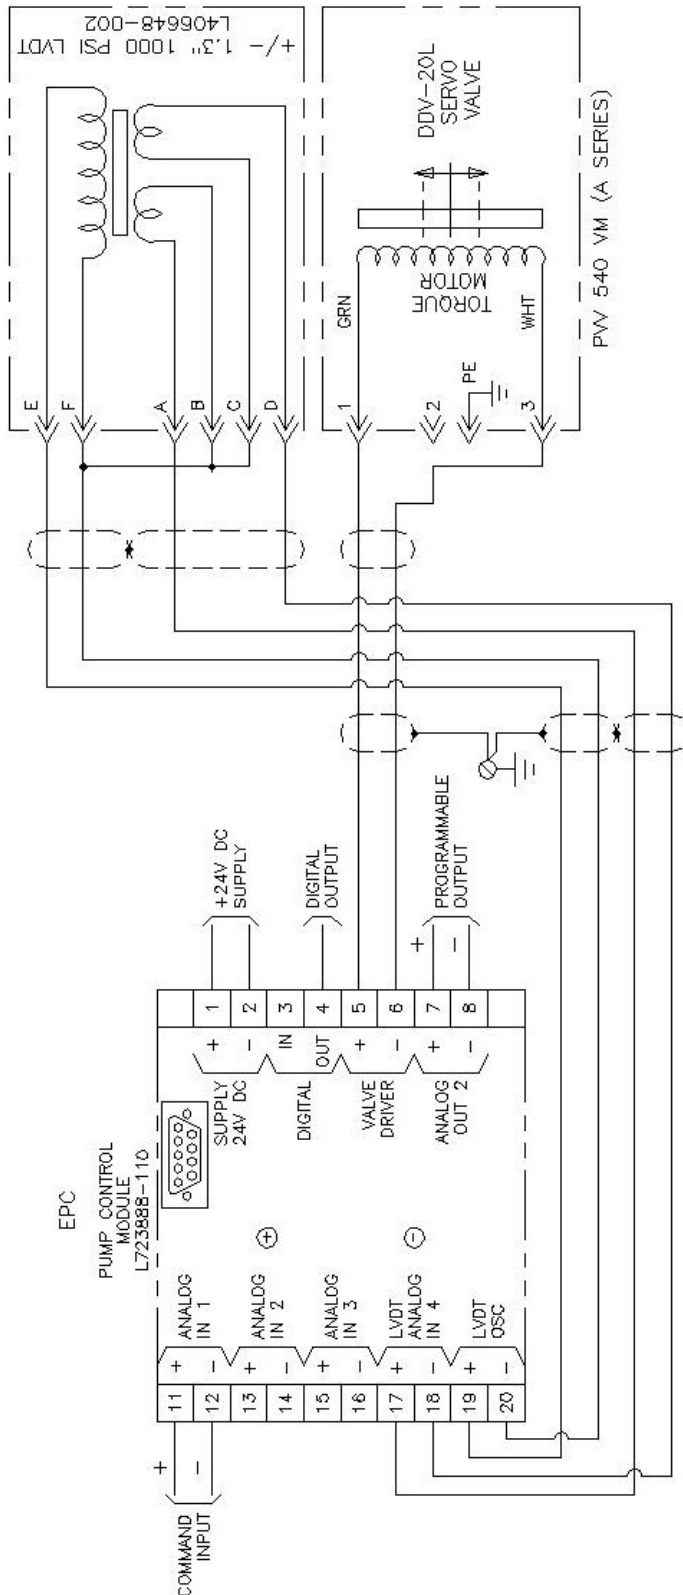 +/- 1.3" 1000 PSI LVDT
L406648-002
DDV-20L
SERVO
VALVE
PVV 540 VM (A SERIES)
TORQUE
MOTOR
GRN
WHT
E
F
A
B
C
D
1
2
PE
3
+24V DC
SUPPLY
DIGITAL
OUTPUT
+
-
PROGRAMMABLE
OUTPUT
1
2
3
4
5
6
7
8
+
-
IN
OUT
+
-
+
-
SUPPLY
24V DC
DIGITAL
VALVE
DRIVER
ANALOG
OUT 2
EPC
PUMP CONTROL
MODULE
L723888-110
+
-
ANALOG
IN 1
ANALOG
IN 2
ANALOG
IN 3
LVDT
ANALOG
IN 4
LVDT
OSC
+
-
+
-
+
-
+
-
+
-
11
12
13
14
15
16
17
18
19
20
+
-
COMMAND
INPUT